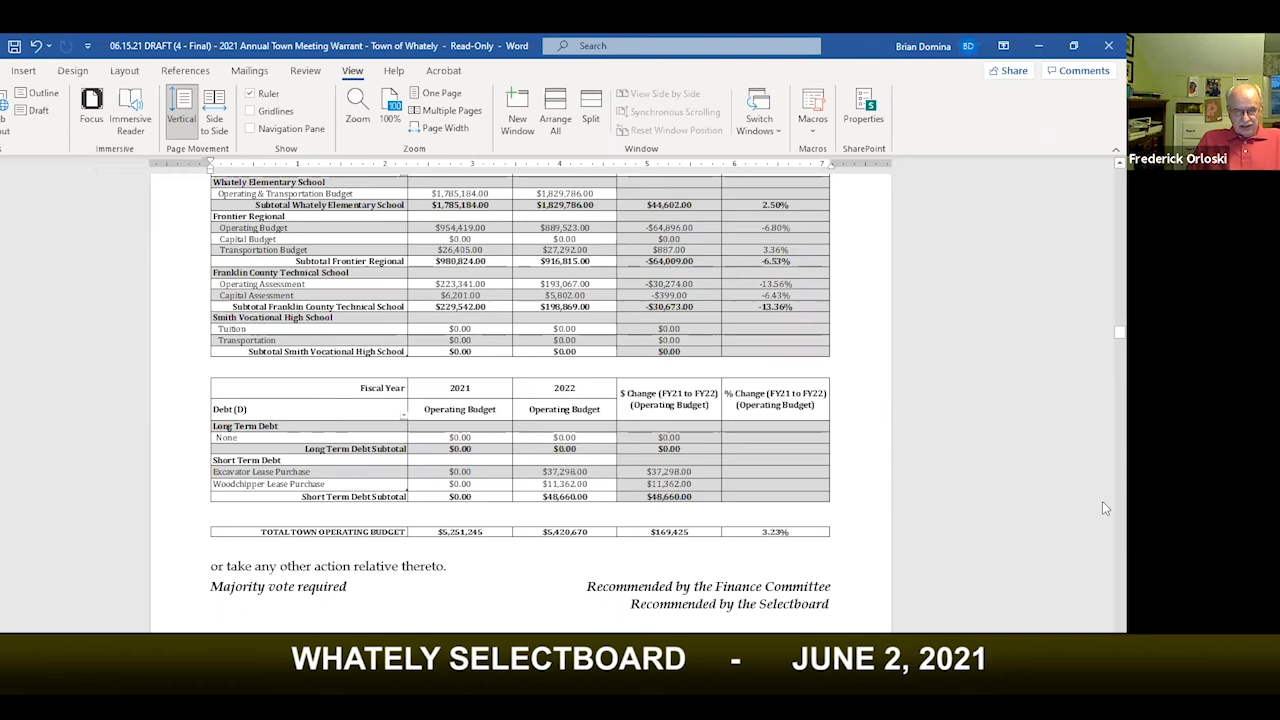 06.15.21 DRAFT (4 - Final) - 2021 Annual Town Meeting Warrant - Town of Whately - Read-Only - Word
Search
Brian Domina BD
Insert Design Layout References Mailings Review View Help Acrobat
Share Comments
Outline
Draft
Focus
Immersive Reader
Immersive
Vertical
Side to Side
Page Movement
Ruler
Gridlines
Navigation Pane
Show
Zoom
100
100%
One Page
Multiple Pages
Page Width
Zoom
New Window
Arrange All
Split
View Side by Side
Synchronous Scrolling
Reset Window Position
Switch Windows
Window
Macros
Macros
Properties
SharePoint
Frederick Orloski
1 2 3 4 5 6 7
Whately Elementary School
Operating & Transportation Budget $1,785,184.00 $1,829,786.00
Subtotal Whately Elementary School $1,785,184.00 $1,829,786.00 $44,602.00 2.50%
Frontier Regional
Operating Budget $954,419.00 $889,523.00 -$64,896.00 -6.80%
Capital Budget $0.00 $0.00 $0.00
Transportation Budget $26,405.00 $27,292.00 $887.00 3.36%
Subtotal Frontier Regional $980,824.00 $916,815.00 -$64,009.00 -6.53%
Franklin County Technical School
Operating Assessment $223,341.00 $193,067.00 -$30,274.00 -13.56%
Capital Assessment $6,201.00 $5,802.00 -$399.00 -6.43%
Subtotal Franklin County Technical School $229,542.00 $198,869.00 -$30,673.00 -13.36%
Smith Vocational High School
Tuition $0.00 $0.00 $0.00
Transportation $0.00 $0.00 $0.00
Subtotal Smith Vocational High School $0.00 $0.00 $0.00
Fiscal Year 2021 2022 $ Change (FY21 to FY22) (Operating Budget) % Change (FY21 to FY22) (Operating Budget)
Debt (D) Operating Budget Operating Budget
Long Term Debt
None $0.00 $0.00 $0.00
Long Term Debt Subtotal $0.00 $0.00 $0.00
Short Term Debt
Excavator Lease Purchase $0.00 $37,298.00 $37,298.00
Woodchipper Lease Purchase $0.00 $11,362.00 $11,362.00
Short Term Debt Subtotal $0.00 $48,660.00 $48,660.00
TOTAL TOWN OPERATING BUDGET $5,251,245 $5,420,670 $169,425 3.23%
or take any other action relative thereto.
Majority vote required Recommended by the Finance Committee
Recommended by the Selectboard
WHATELY SELECTBOARD - JUNE 2, 2021